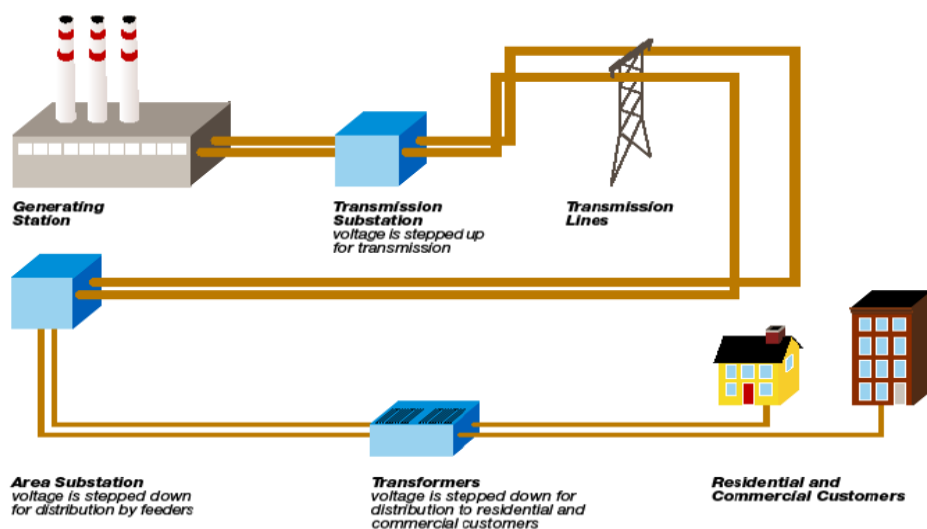 Generating
Station
Transmission
Substation
voltage is stepped up
for transmission
Transmission
Lines
Area Substation
voltage is stepped down
for distribution by feeders
Transformers
voltage is stepped down for
distribution to residential and
commercial customers
Residential and
Commercial Customers